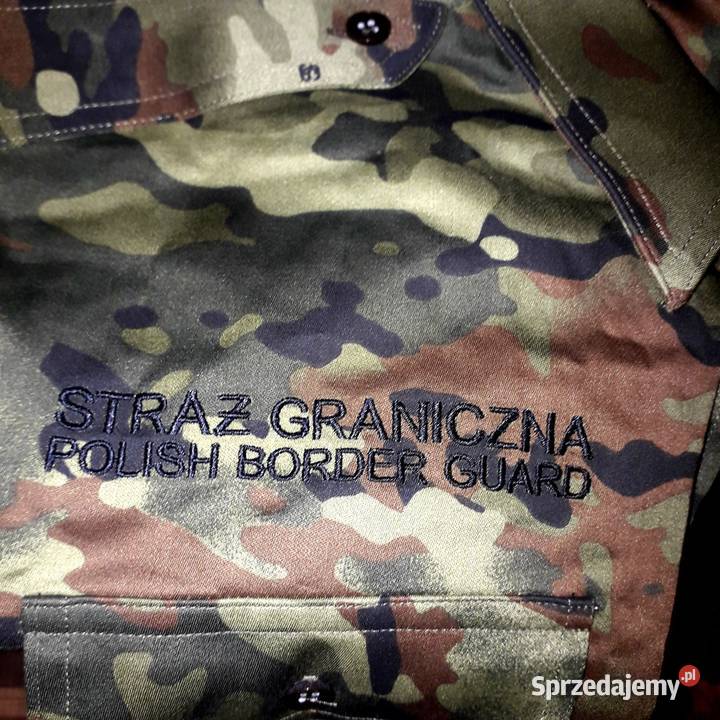 STRAŻ GRANICZNA
POLISH BORDER GUARD
Sprzedajemy.pl